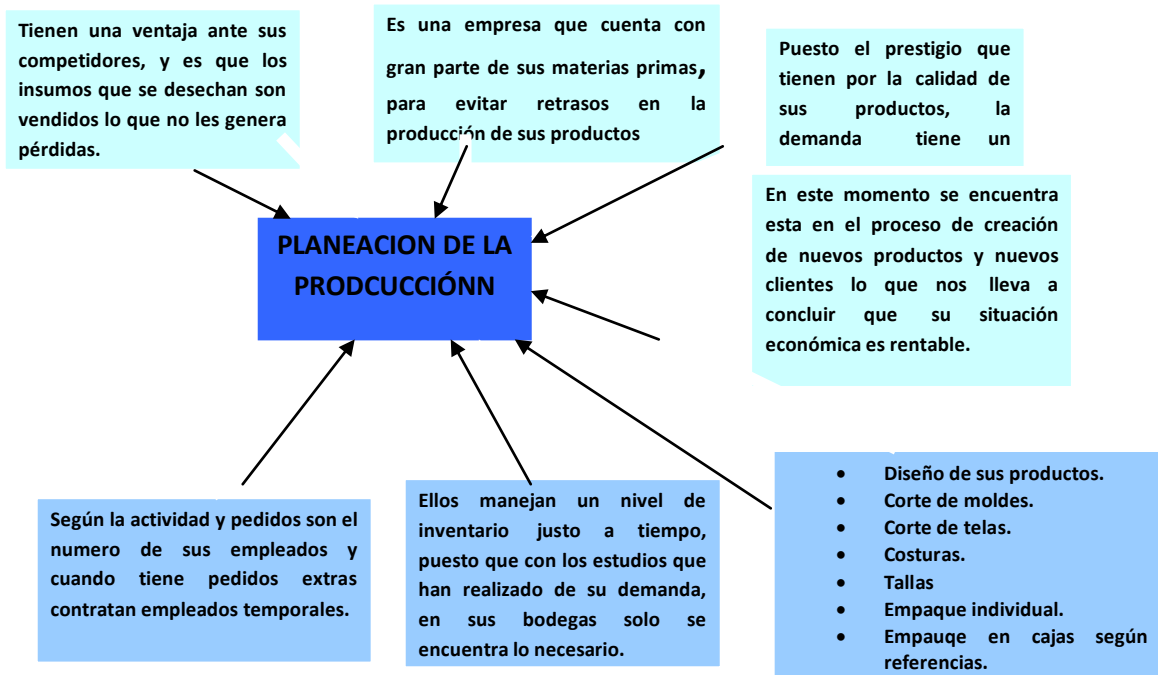 Tienen una ventaja ante sus
competidores, y es que los
insumos que se desechan son
vendidos lo que no les genera
pérdidas.
Es una empresa que cuenta con
gran parte de sus materias primas,
para evitar retrasos en la
producción de sus productos
Puesto el prestigio que
tienen por la calidad de
sus productos, la
demanda tiene un
En este momento se encuentra
esta en el proceso de creación
de nuevos productos y nuevos
clientes lo que nos lleva a
concluir que su situación
económica es rentable.
PLANEACION DE LA
PRODCUCCIÓNN
Según la actividad y pedidos son el
numero de sus empleados y
cuando tiene pedidos extras
contratan empleados temporales.
Ellos manejan un nivel de
inventario justo a tiempo,
puesto que con los estudios que
han realizado de su demanda,
en sus bodegas solo se
encuentra lo necesario.
• Diseño de sus productos.
• Corte de moldes.
• Corte de telas.
• Costuras.
• Tallas
• Empaque individual.
• Empauqe en cajas según
referencias.